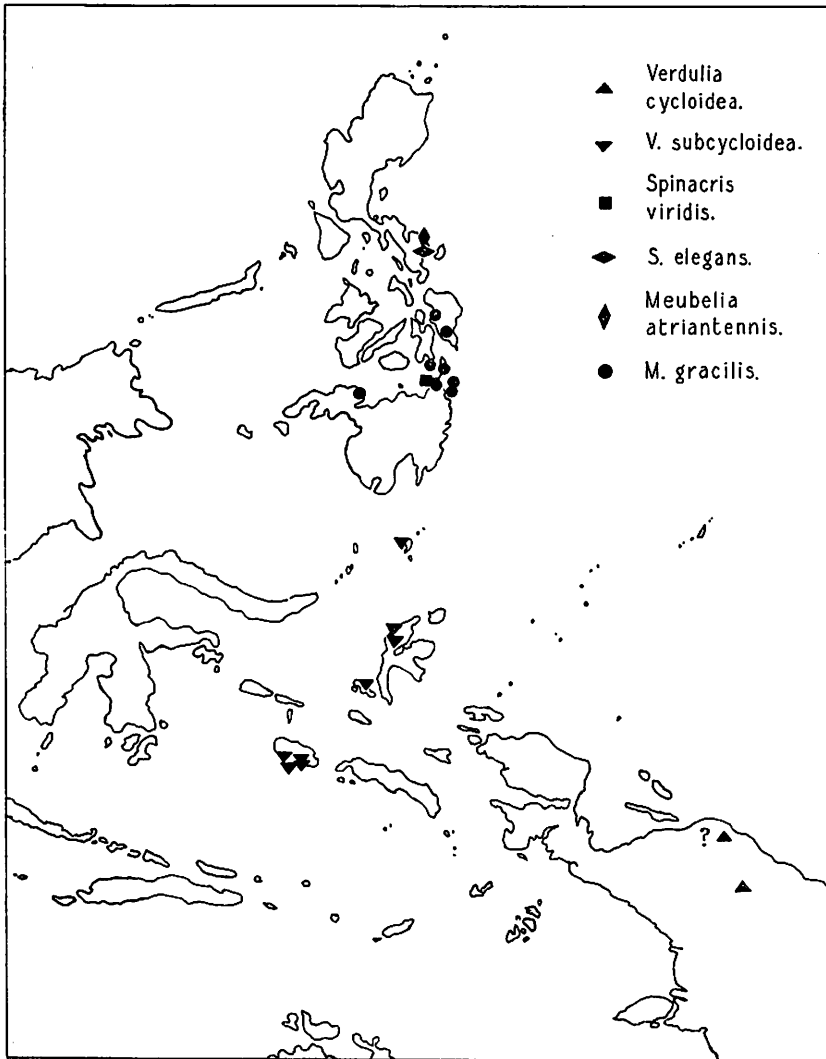 Verdulia
cycloidea.
V. subcycloidea.
Spinacris
viridis.
S. elegans.
Meubelia
atriantennis.
M. gracilis.
?